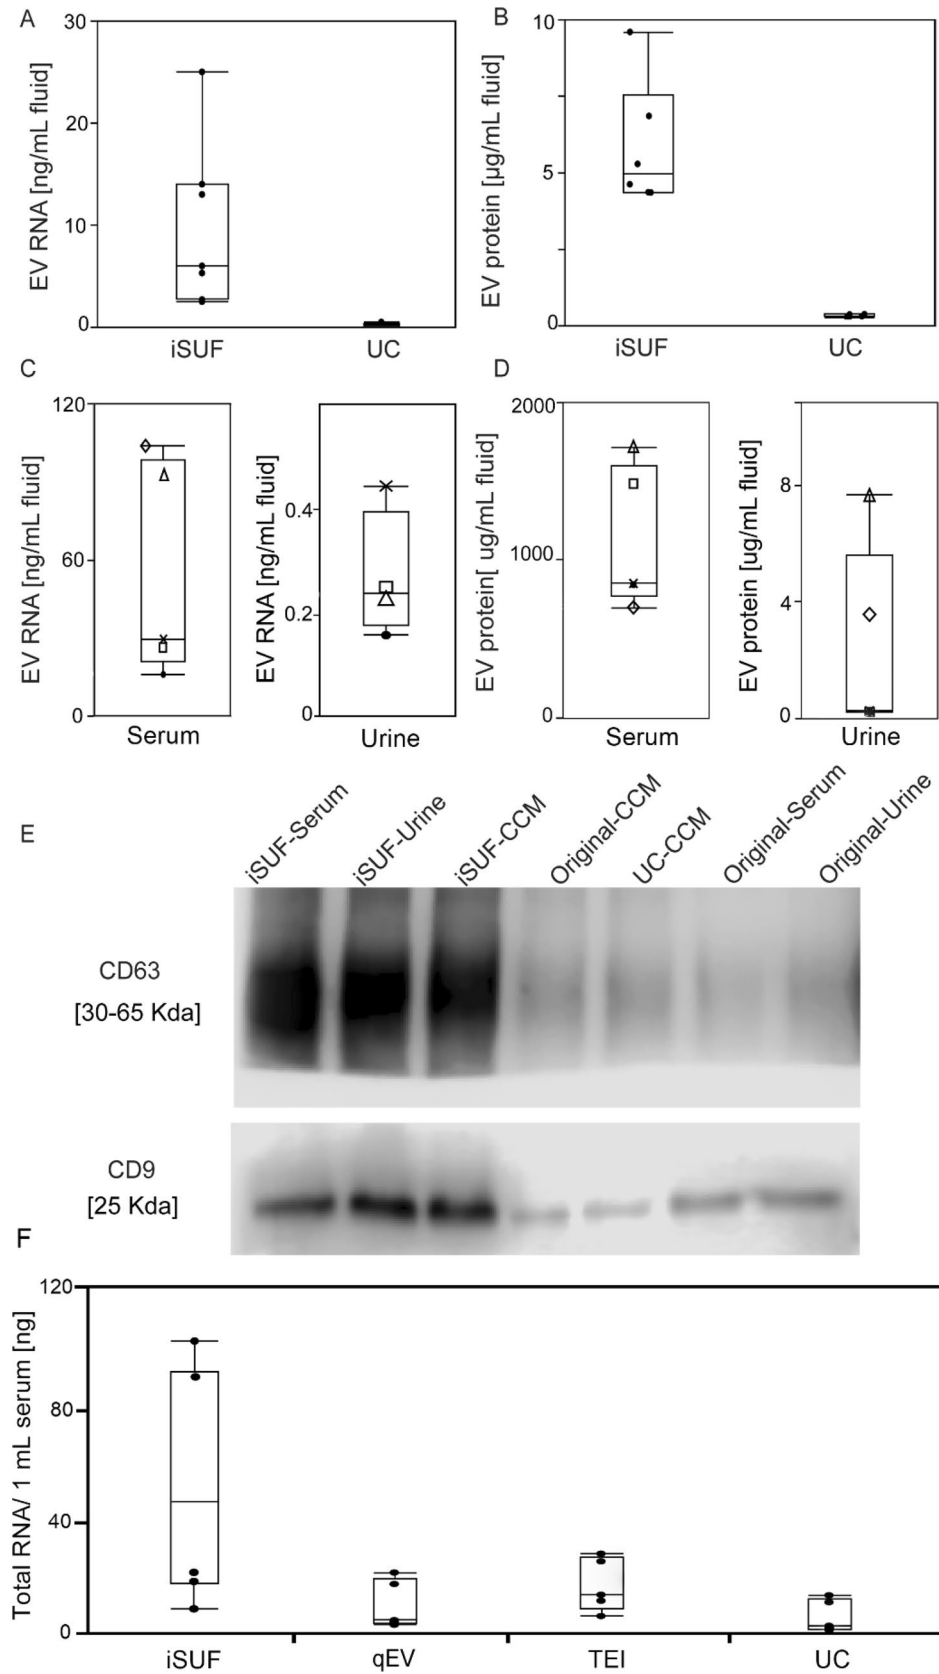 A
EV RNA [ng/mL fluid]
30
20
10
0
iSUF
UC
B
EV protein [µg/mL fluid]
10
5
0
iSUF
UC
C
EV RNA [ng/mL fluid]
120
60
0
Serum
EV RNA [ng/mL fluid]
0.4
0.2
0
Urine
D
EV protein[ ug/mL fluid]
2000
1000
0
Serum
EV protein [ug/mL fluid]
8
4
0
Urine
E
iSUF-Serum
iSUF-Urine
iSUF-CCM
Original-CCM
UC-CCM
Original-Serum
Original-Urine
CD63
[30-65 Kda]
CD9
[25 Kda]
F
Total RNA/ 1 mL serum [ng]
120
80
40
0
iSUF
qEV
TEI
UC